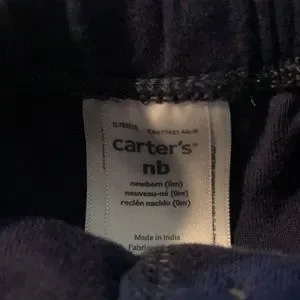 carter's®
nb
newborn (0m)
nouveau-né (0m)
recién nacido (0m)
Made in India